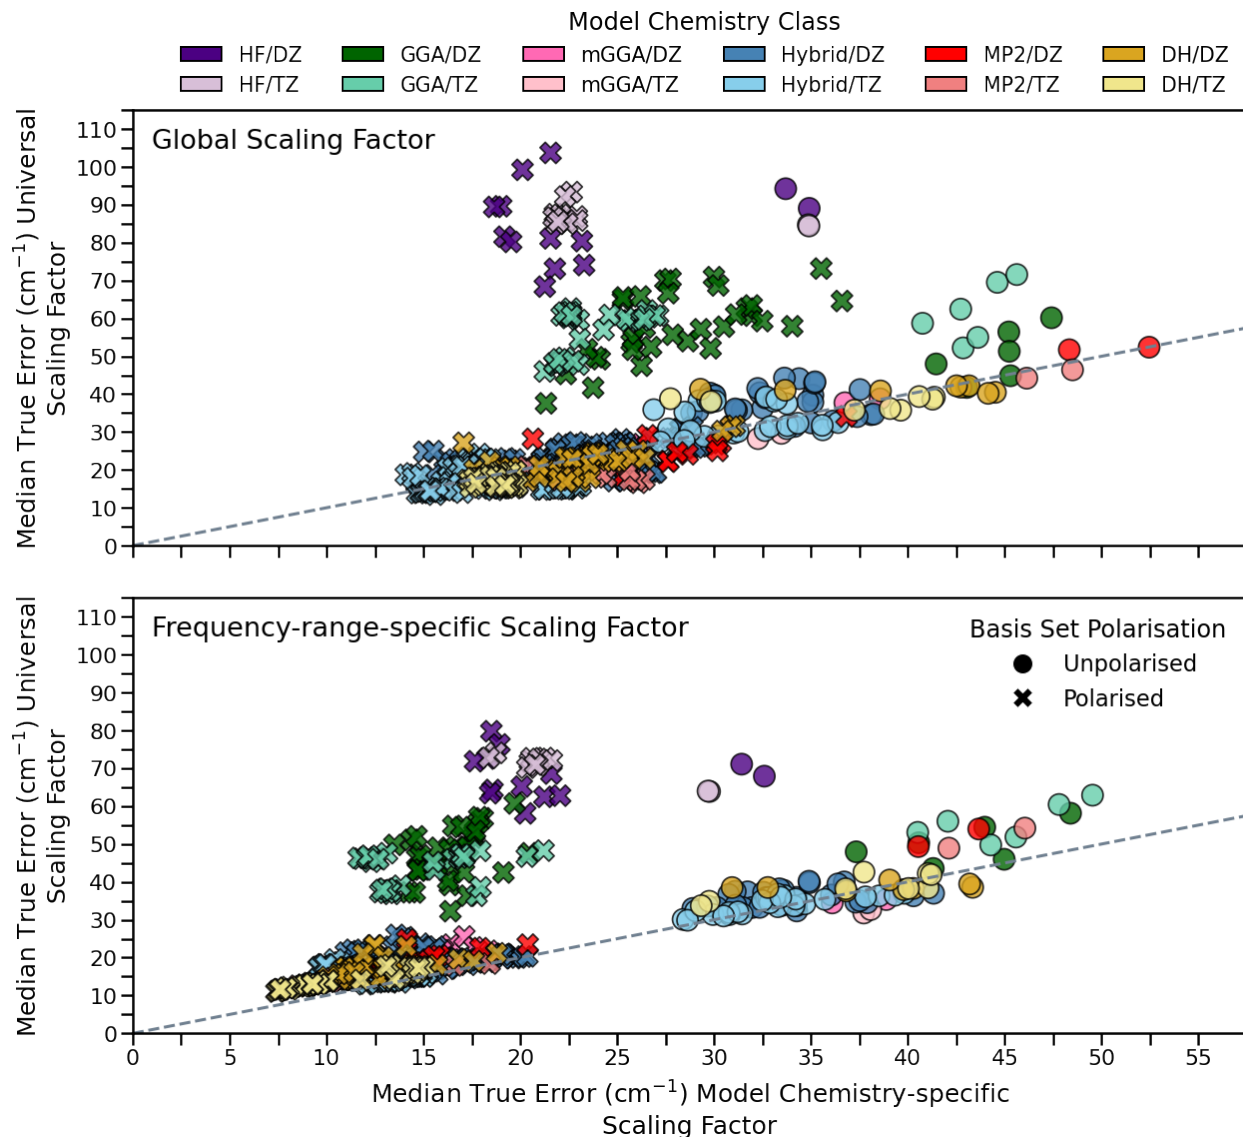 Model Chemistry Class
HF/DZ GGA/DZ mGGA/DZ Hybrid/DZ MP2/DZ DH/DZ
HF/TZ GGA/TZ mGGA/TZ Hybrid/TZ MP2/TZ DH/TZ
Global Scaling Factor
Median True Error (cm⁻¹) Universal
Scaling Factor
110
100
90
80
70
60
50
40
30
20
10
0
Frequency-range-specific Scaling Factor
Basis Set Polarisation
Unpolarised
Polarised
Median True Error (cm⁻¹) Universal
Scaling Factor
110
100
90
80
70
60
50
40
30
20
10
0
0 5 10 15 20 25 30 35 40 45 50 55
Median True Error (cm⁻¹) Model Chemistry-specific
Scaling Factor